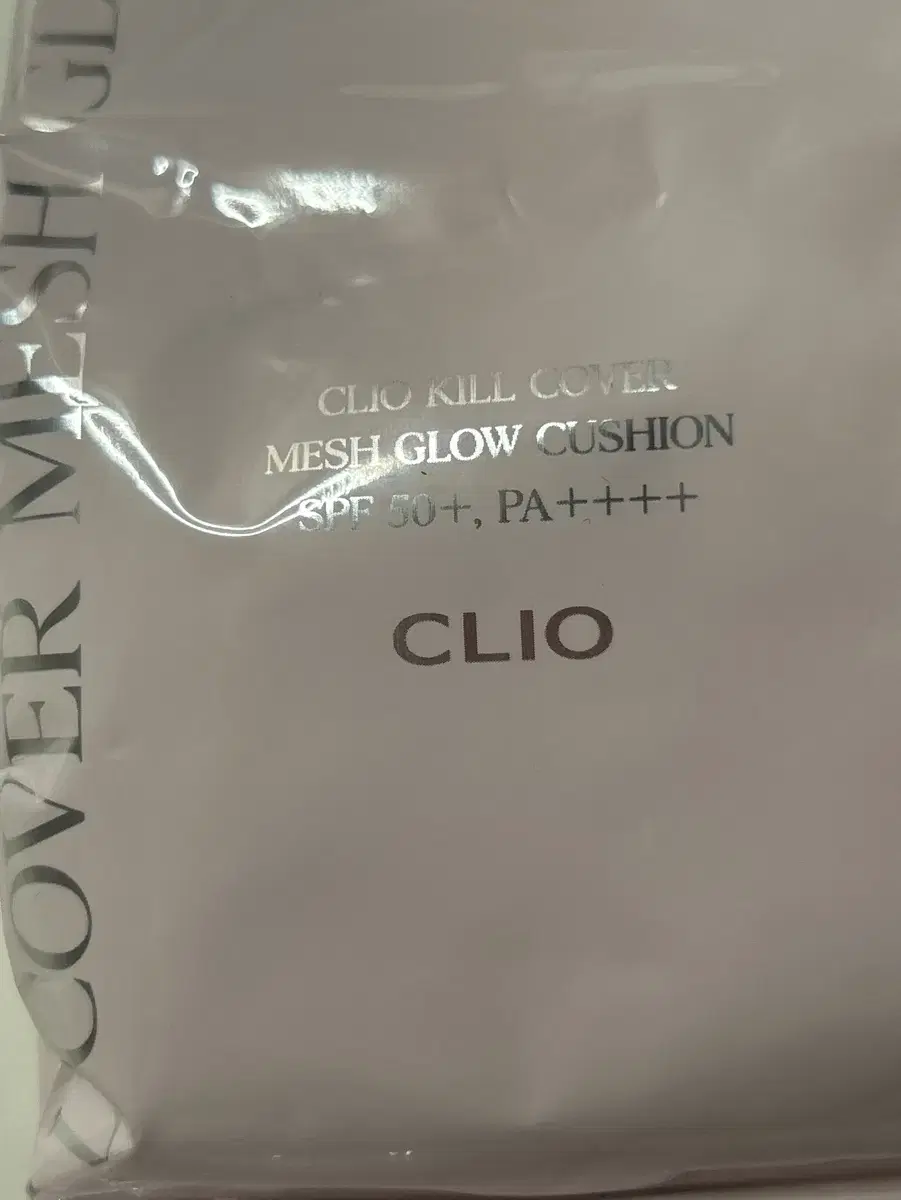 CLIO KILL COVER
MESH GLOW CUSHION
SPF 50+, PA++++
CLIO
COVER MESH